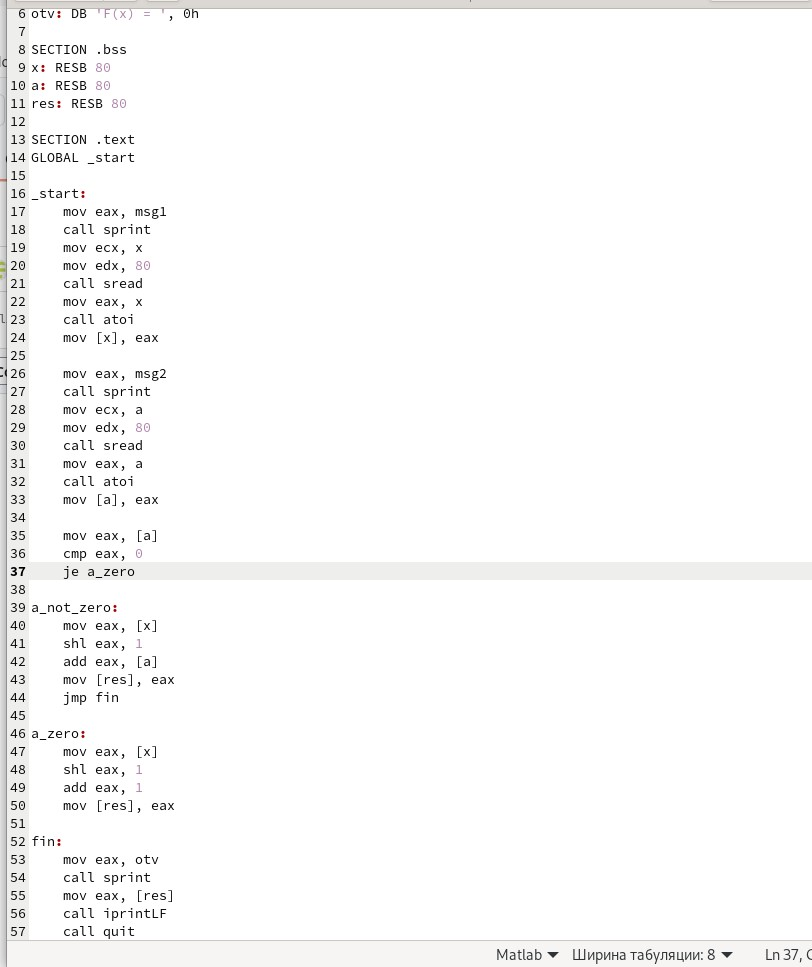 6 otv: DB 'F(x) = ', 0h
7
8 SECTION .bss
9 x: RESB 80
10 a: RESB 80
11 res: RESB 80
12
13 SECTION .text
14 GLOBAL _start
15
16 _start:
17     mov eax, msg1
18     call sprint
19     mov ecx, x
20     mov edx, 80
21     call sread
22     mov eax, x
23     call atoi
24     mov [x], eax
25
26     mov eax, msg2
27     call sprint
28     mov ecx, a
29     mov edx, 80
30     call sread
31     mov eax, a
32     call atoi
33     mov [a], eax
34
35     mov eax, [a]
36     cmp eax, 0
37     je a_zero
38
39 a_not_zero:
40     mov eax, [x]
41     shl eax, 1
42     add eax, [a]
43     mov [res], eax
44     jmp fin
45
46 a_zero:
47     mov eax, [x]
48     shl eax, 1
49     add eax, 1
50     mov [res], eax
51
52 fin:
53     mov eax, otv
54     call sprint
55     mov eax, [res]
56     call iprintLF
57     call quit
Matlab Ширина табуляции: 8 Ln 37,